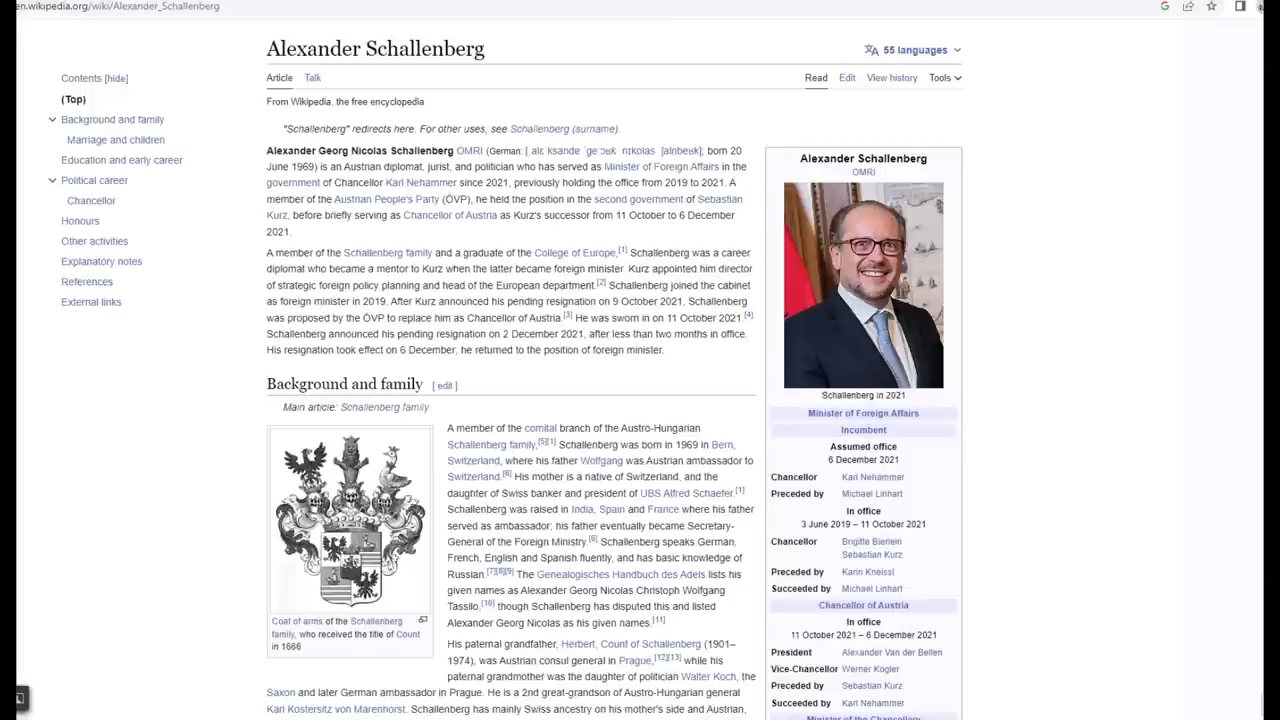 en.wikipedia.org/wiki/Alexander_Schallenberg
Alexander Schallenberg
55 languages
Article Talk
Read Edit View history Tools
From Wikipedia, the free encyclopedia
"Schallenberg" redirects here. For other uses, see Schallenberg (surname).
Contents [hide]
(Top)
Background and family
Marriage and children
Education and early career
Political career
Chancellor
Honours
Other activities
Explanatory notes
References
External links
Alexander Georg Nicolas Schallenberg OMRI (German: born 20
June 1969) is an Austrian diplomat, jurist, and politician who has served as Minister of Foreign Affairs in the
government of Chancellor Karl Nehammer since 2021, previously holding the office from 2019 to 2021. A
member of the Austrian People's Party (ÖVP), he held the position in the second government of Sebastian
Kurz, before briefly serving as Chancellor of Austria as Kurz's successor from 11 October to 6 December
2021.
A member of the Schallenberg family and a graduate of the College of Europe,[1] Schallenberg was a career
diplomat who became a mentor to Kurz when the latter became foreign minister. Kurz appointed him director
of strategic foreign policy planning and head of the European department.[2] Schallenberg joined the cabinet
as foreign minister in 2019. After Kurz announced his pending resignation on 9 October 2021, Schallenberg
was proposed by the ÖVP to replace him as Chancellor of Austria.[3] He was sworn in on 11 October 2021.[4]
Schallenberg announced his pending resignation on 2 December 2021, after less than two months in office.
His resignation took effect on 6 December; he returned to the position of foreign minister.
Background and family [ edit ]
Main article: Schallenberg family
Coat of arms of the Schallenberg
family, who received the title of Count
in 1666
A member of the comital branch of the Austro-Hungarian
Schallenberg family,[5][1] Schallenberg was born in 1969 in Bern,
Switzerland, where his father Wolfgang was Austrian ambassador to
Switzerland.[6] His mother is a native of Switzerland, and the
daughter of Swiss banker and president of UBS Alfred Schaefer.[1]
Schallenberg was raised in India, Spain and France where his father
served as ambassador; his father eventually became Secretary-
General of the Foreign Ministry.[6] Schallenberg speaks German,
French, English and Spanish fluently, and has basic knowledge of
Russian.[7][8][9] The Genealogisches Handbuch des Adels lists his
given names as Alexander Georg Nicolas Christoph Wolfgang
Tassilo,[10] though Schallenberg has disputed this and listed
Alexander Georg Nicolas as his given names.[11]
His paternal grandfather, Herbert, Count of Schallenberg (1901–
1974), was Austrian consul general in Prague,[12][13] while his
paternal grandmother was the daughter of politician Walter Koch, the
Saxon and later German ambassador in Prague. He is a 2nd great-grandson of Austro-Hungarian general
Karl Kostersitz von Marenhorst. Schallenberg has mainly Swiss ancestry on his mother's side and Austrian,
Alexander Schallenberg
OMRI
Schallenberg in 2021
Minister of Foreign Affairs
Incumbent
Assumed office
6 December 2021
Chancellor Karl Nehammer
Preceded by Michael Linhart
In office
3 June 2019 – 11 October 2021
Chancellor Brigitte Bierlein
Sebastian Kurz
Preceded by Karin Kneissl
Succeeded by Michael Linhart
Chancellor of Austria
In office
11 October 2021 – 6 December 2021
President Alexander Van der Bellen
Vice-Chancellor Werner Kogler
Preceded by Sebastian Kurz
Succeeded by Karl Nehammer
Minister of the Chancellery